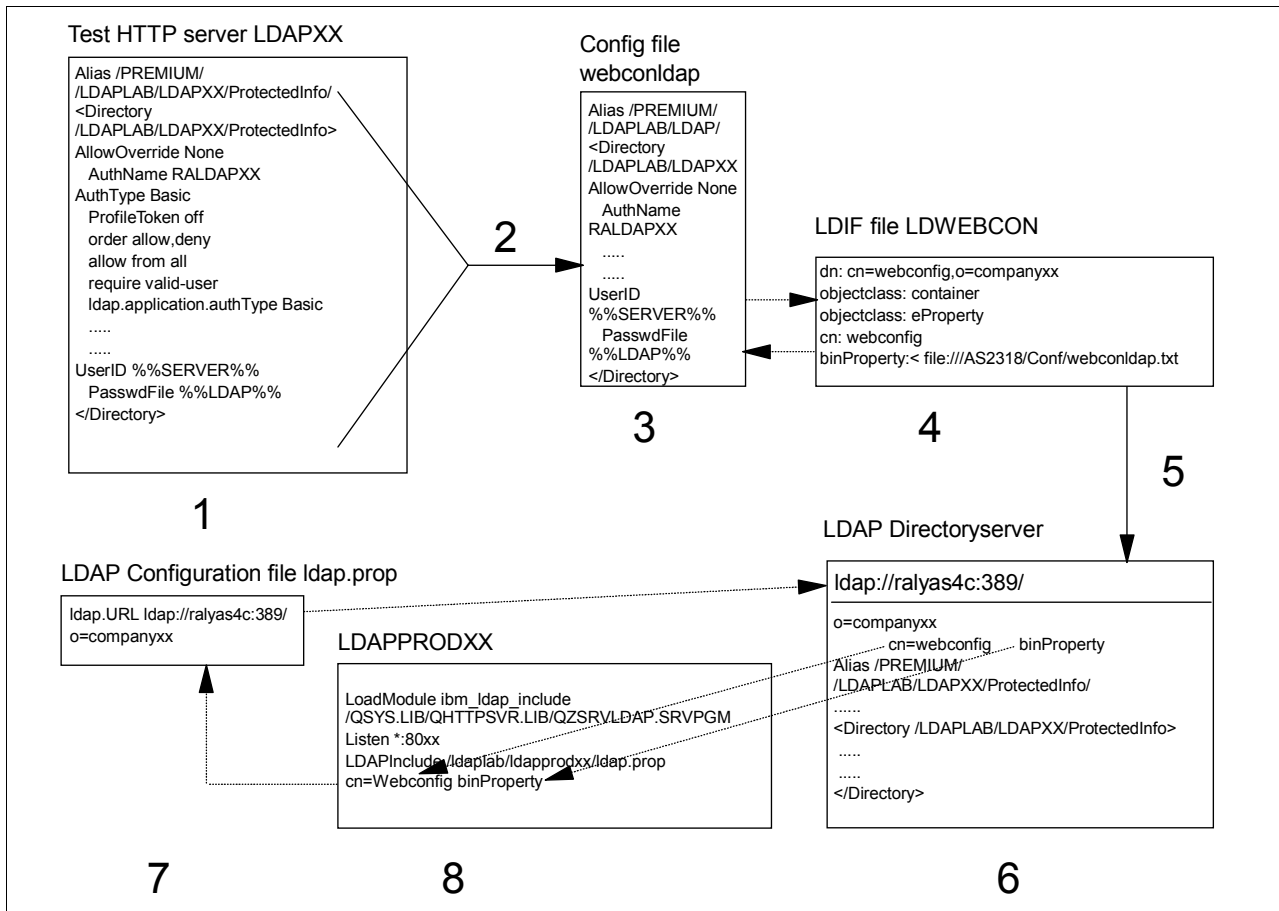 Test HTTP server LDAPXX
Alias /PREMIUM/
/LDAPLAB/LDAPXX/ProtectedInfo/
<Directory
/LDAPLAB/LDAPXX/ProtectedInfo>
AllowOverride None
AuthName RALDAPXX
AuthType Basic
ProfileToken off
order allow,deny
allow from all
require valid-user
ldap.application.authType Basic
.....
.....
UserID %%SERVER%%
PasswdFile %%LDAP%%
</Directory>
1
2
Config file
webconldap
Alias /PREMIUM/
/LDAPLAB/LDAP/
<Directory
/LDAPLAB/LDAPXX
AllowOverride None
AuthName
RALDAPXX
.....
.....
UserID
%%SERVER%%
PasswdFile
%%LDAP%%
</Directory>
3
LDIF file LDWEBCON
dn: cn=webconfig,o=companyxx
objectclass: container
objectclass: eProperty
cn: webconfig
binProperty:< file:///AS2318/Conf/webconldap.txt
4
5
LDAP Directoryserver
ldap://ralyas4c:389/
o=companyxx
cn=webconfig binProperty
Alias /PREMIUM/
/LDAPLAB/LDAPXX/ProtectedInfo/
......
<Directory /LDAPLAB/LDAPXX/ProtectedInfo>
.....
.....
</Directory>
6
LDAP Configuration file ldap.prop
ldap.URL ldap://ralyas4c:389/
o=companyxx
7
LDAPPRODXX
LoadModule ibm_ldap_include
/QSYS.LIB/QHTTPSVR.LIB/QZSRVLDAP.SRVPGM
Listen *:80xx
LDAPInclude /ldaplab/ldapprodxx/ldap.prop
cn=Webconfig binProperty
8